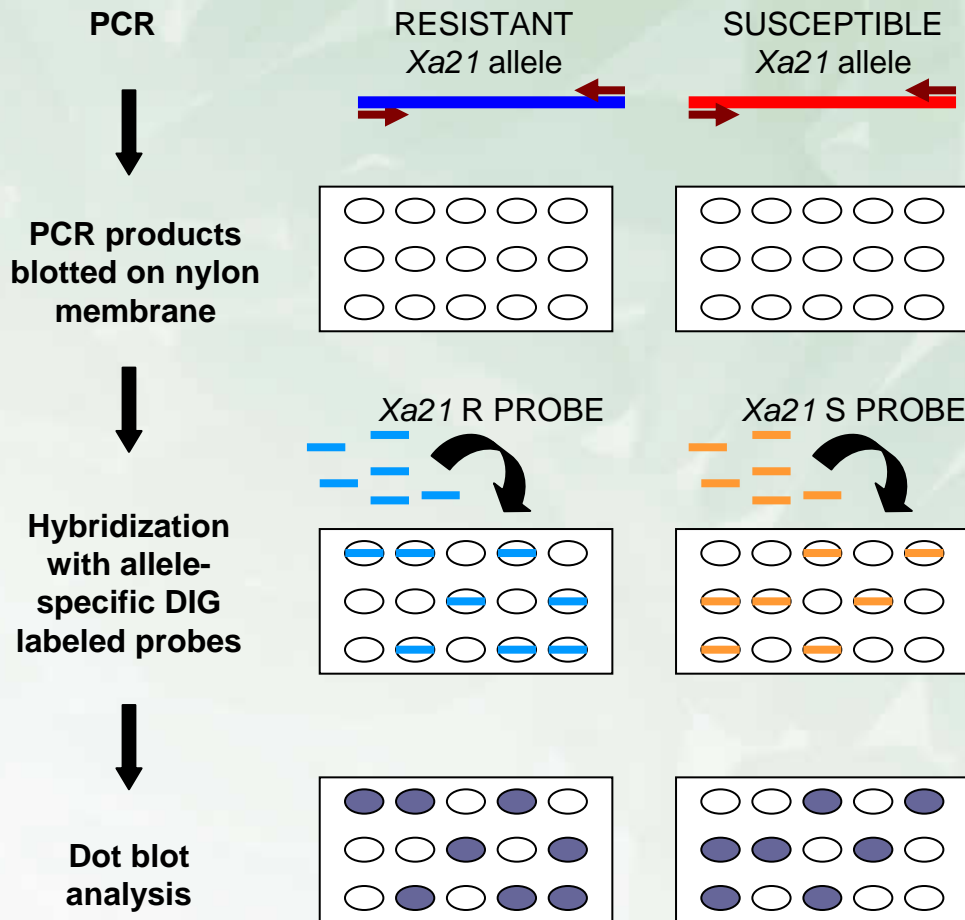 PCR
RESISTANT
Xa21 allele
SUSCEPTIBLE
Xa21 allele
PCR products
blotted on nylon
membrane
Xa21 R PROBE
Xa21 S PROBE
Hybridization
with allele-
specific DIG
labeled probes
Dot blot
analysis